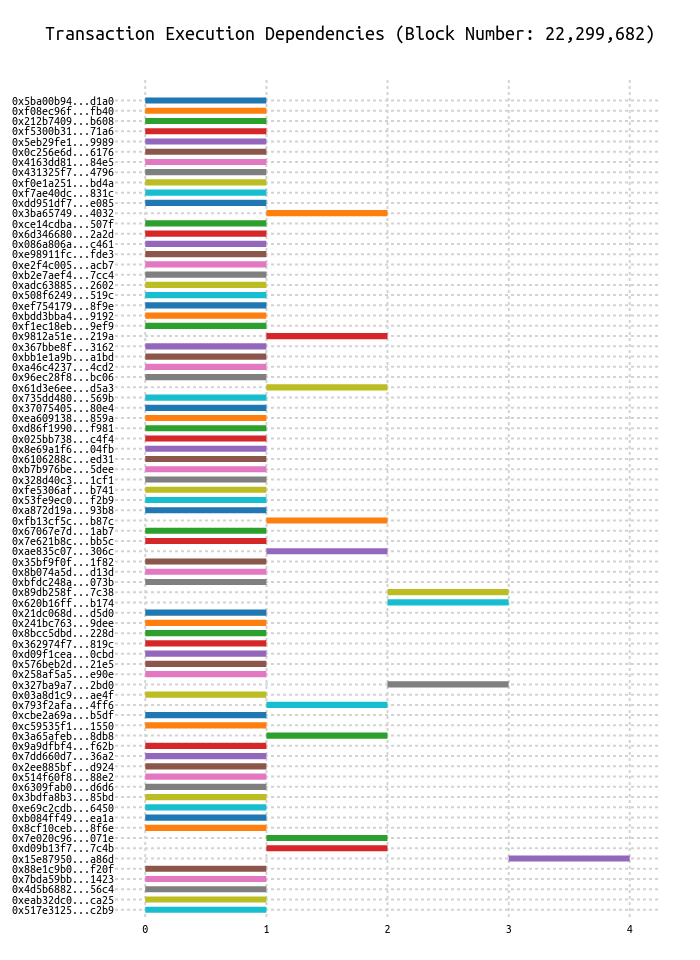 Transaction Execution Dependencies (Block Number: 22,299,682)
0x5ba00b94...d1a0
0xf08ec96f...fb40
0x212b7409...b608
0xf5300b31...71a6
0x5eb29fe1...9989
0x0c256e6d...6176
0x4163dd81...84e5
0x431325f7...4796
0xf0e1a251...bd4a
0xf7ae40dc...831c
0xdd951df7...e085
0x3ba65749...4032
0xce14cdba...507f
0x6d346680...2a2d
0x086a806a...c461
0xe98911fc...fde3
0xe2f4c005...acb7
0xb2e7aef4...7cc4
0xadc63885...2602
0x508f6249...519c
0xef754179...8f9e
0xbdd3bba4...9192
0xf1ec18eb...9ef9
0x9812a51e...219a
0x367bbe8f...3162
0xbb1e1a9b...a1bd
0xa46c4237...4cd2
0x96ec28f8...bc06
0x61d3e6ee...d5a3
0x735dd480...569b
0x37075405...80e4
0xea609138...859a
0xd86f1990...f981
0x025bb738...c4f4
0x8e69a1f6...04fb
0x6106288c...ed31
0xb7b976be...5dee
0x328d40c3...1cf1
0xfe5306af...b741
0x53fe9ec0...f2b9
0xa872d19a...93b8
0xfb13cf5c...b87c
0x67067e7d...1ab7
0x7e621b8c...bb5c
0xae835c07...306c
0x35bf9f0f...1f82
0x8b074a5d...d13d
0xbfdc248a...073b
0x89db258f...7c38
0x620b16ff...b174
0x21dc068d...d5d0
0x241bc763...9dee
0x8bcc5dbd...228d
0x362974f7...819c
0xd09f1cea...0cbd
0x576beb2d...21e5
0x258af5a5...e90e
0x327ba9a7...2bd0
0x03a8d1c9...ae4f
0x793f2afa...4ff6
0xcbe2a69a...b5df
0xc59535f1...1550
0x3a65afeb...8db8
0x9a9dfbf4...f62b
0x7dd660d7...36a2
0x2ee885bf...d924
0x514f60f8...88e2
0x6309fab0...d6d6
0x3bdfa8b3...85bd
0xe69c2cdb...6450
0xb084ff49...ea1a
0x8cf10ceb...8f6e
0x7e020c96...071e
0xd09b13f7...7c4b
0x15e87950...a86d
0x88e1c9b0...f20f
0x7bda59bb...1423
0x4d5b6882...56c4
0xeab32dc0...ca25
0x517e3125...c2b9
0 1 2 3 4